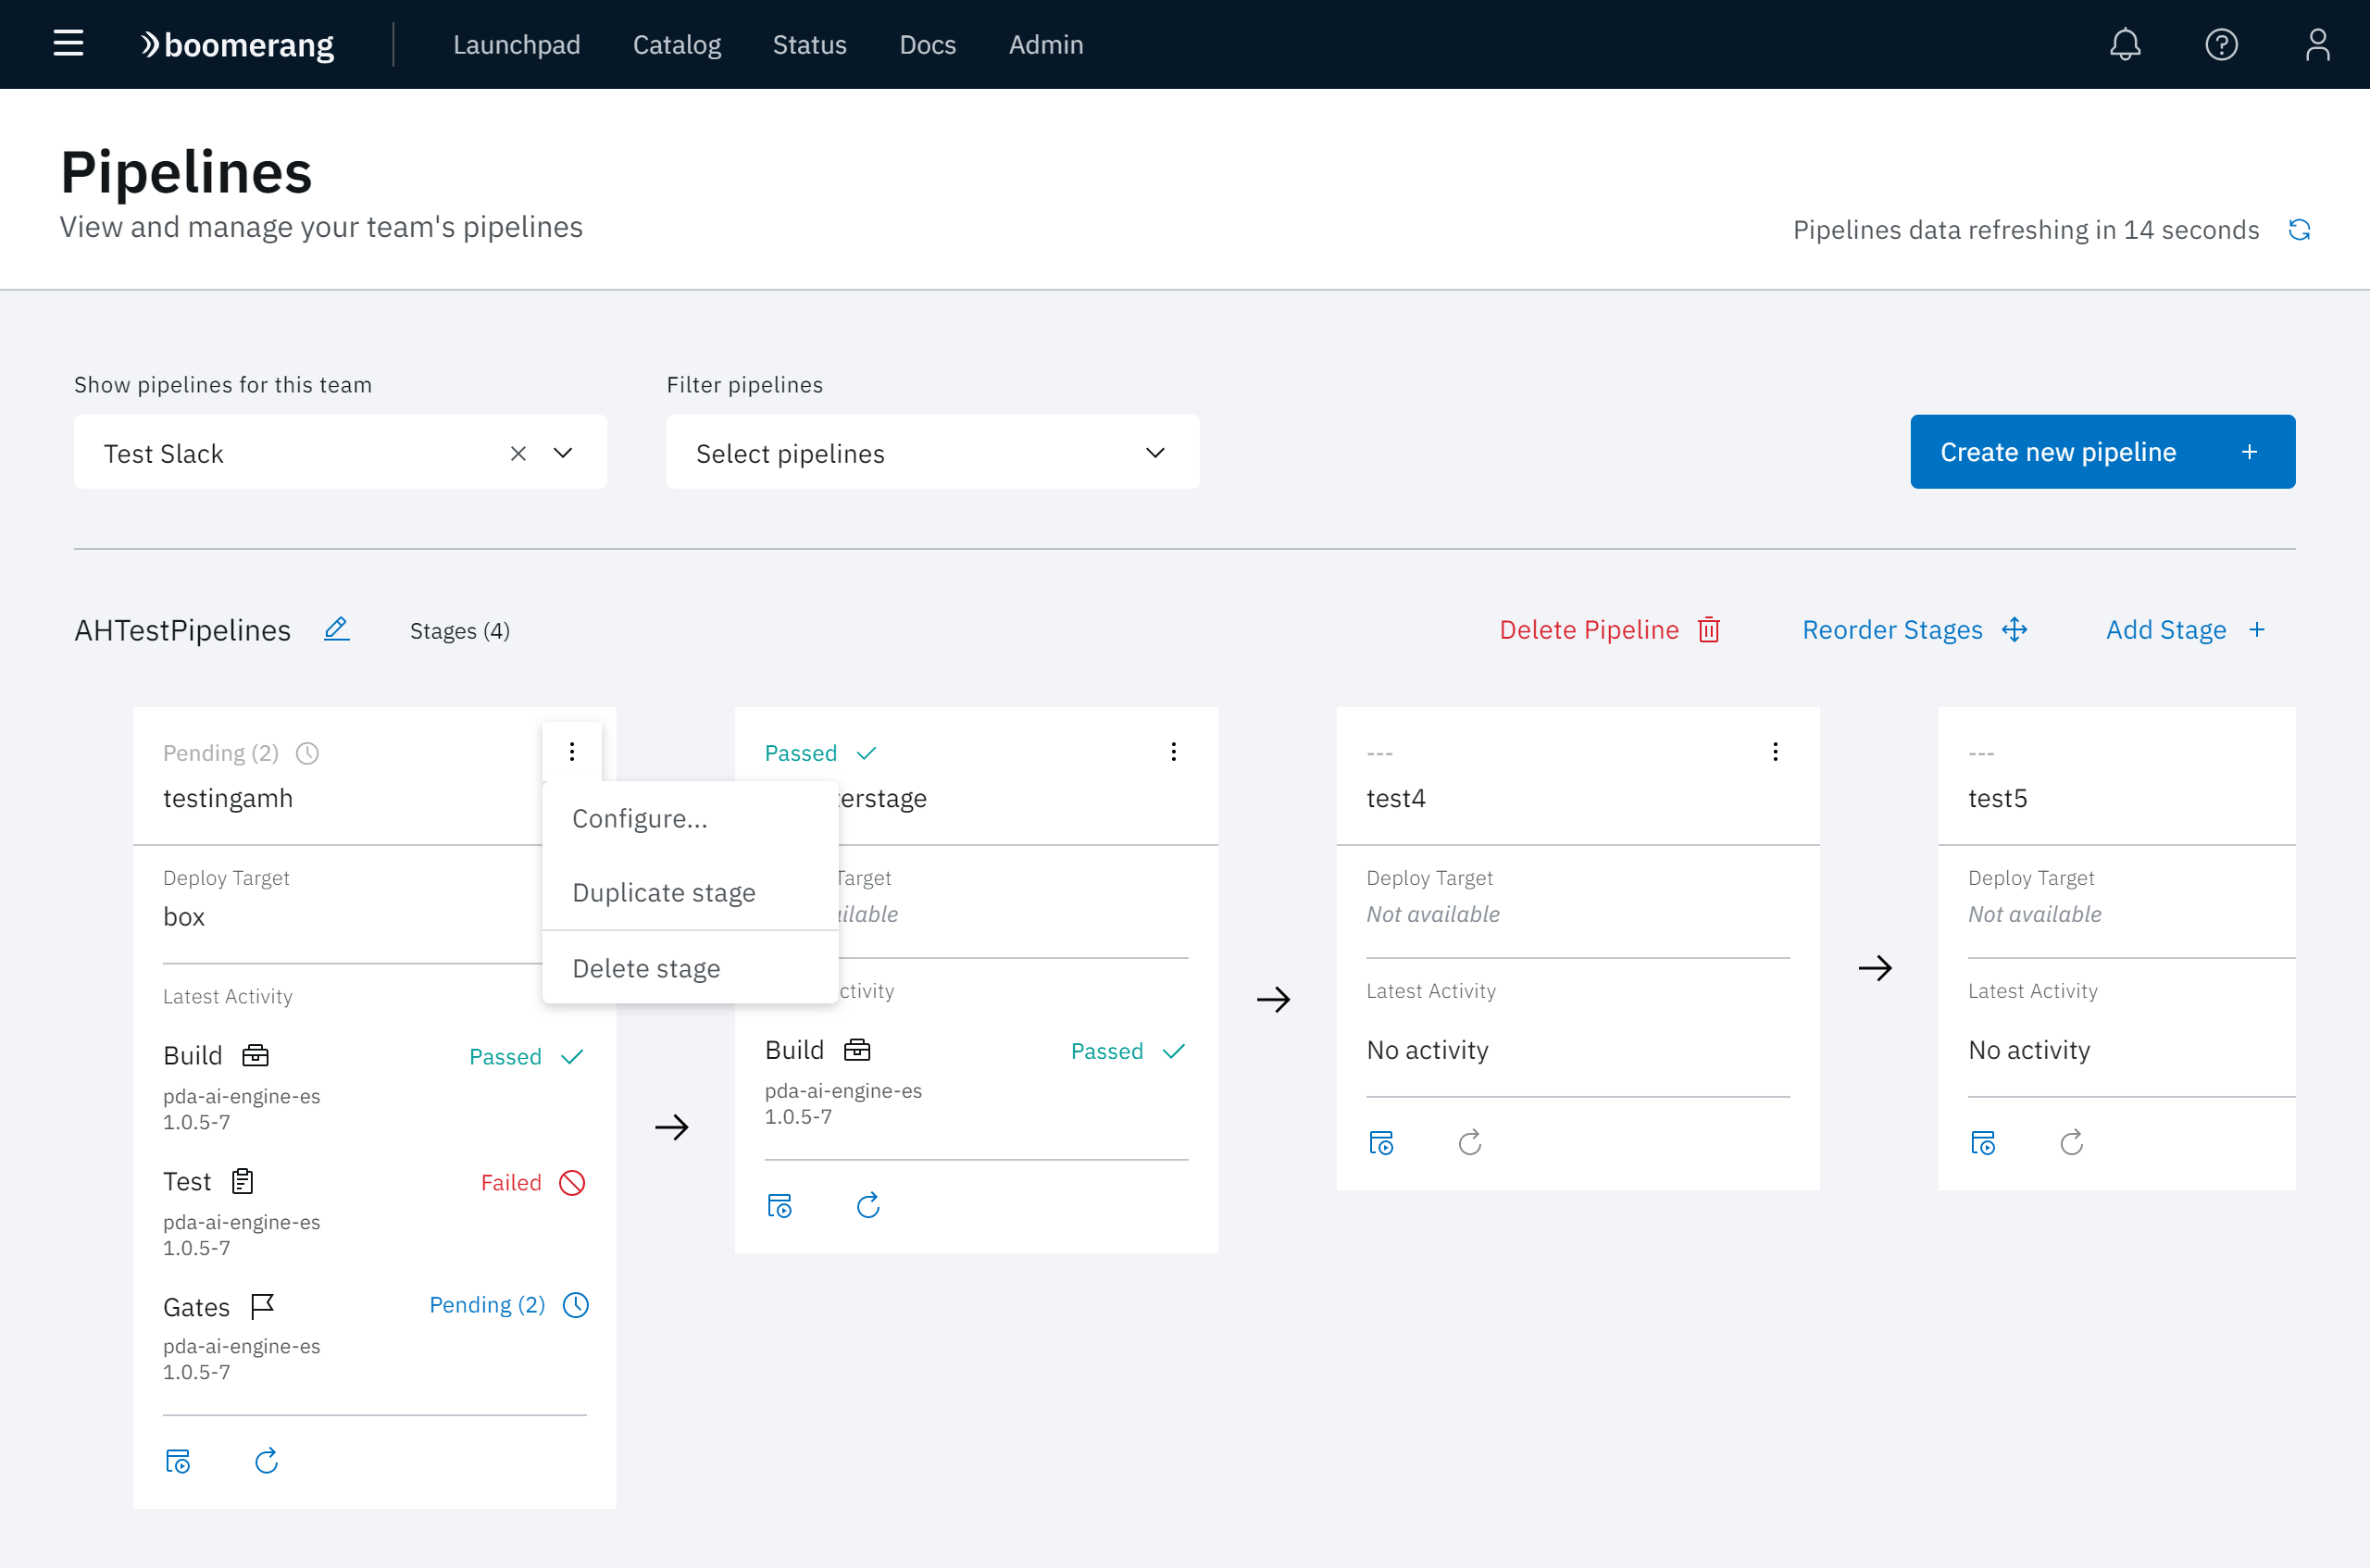 boomerang
Launchpad
Catalog
Status
Docs
Admin
Pipelines
View and manage your team's pipelines
Pipelines data refreshing in 14 seconds
Show pipelines for this team
Test Slack
Filter pipelines
Select pipelines
Create new pipeline
AHTestPipelines
Stages (4)
Delete Pipeline
Reorder Stages
Add Stage
Pending (2)
testingamh
Configure...
Duplicate stage
Delete stage
Deploy Target
box
Latest Activity
Build
Passed
pda-ai-engine-es
1.0.5-7
Test
Failed
pda-ai-engine-es
1.0.5-7
Gates
Pending (2)
pda-ai-engine-es
1.0.5-7
Passed
erstage
Target
ilable
ctivity
Build
Passed
pda-ai-engine-es
1.0.5-7
---
test4
Deploy Target
Not available
Latest Activity
No activity
---
test5
Deploy Target
Not available
Latest Activity
No activity